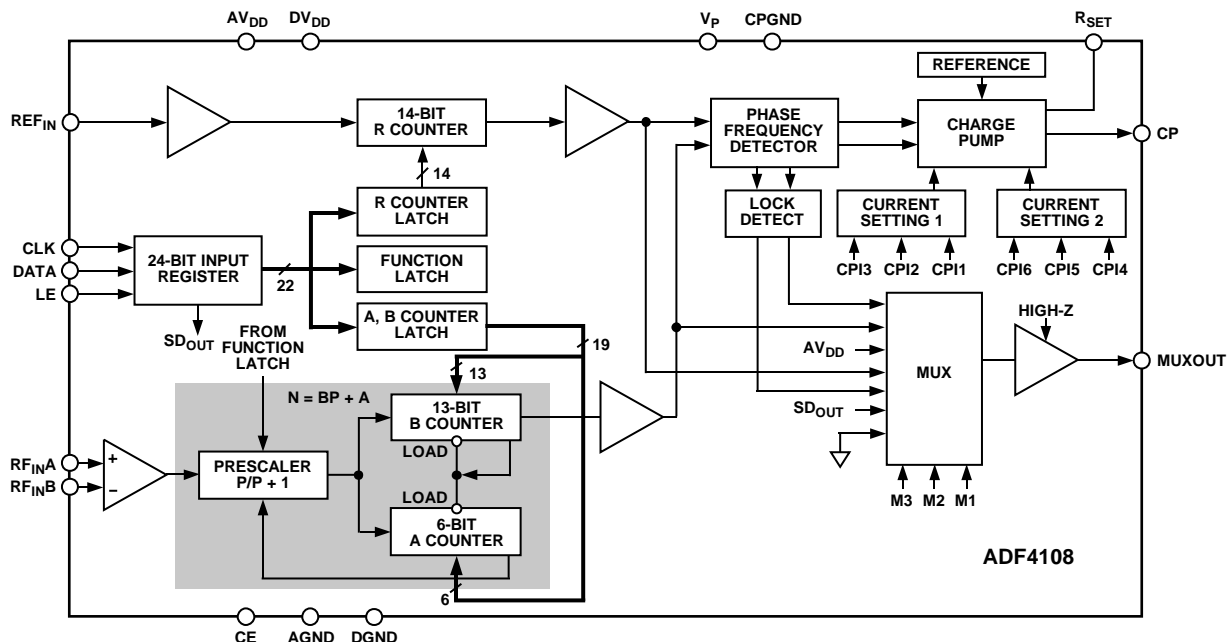 AVDD DVDD VP CPGND RSET
REFERENCE
REFIN
14-BIT
R COUNTER
PHASE
FREQUENCY
DETECTOR
CHARGE
PUMP
CP
14
R COUNTER
LATCH
LOCK
DETECT
CURRENT
SETTING 1
CURRENT
SETTING 2
CLK
DATA
LE
24-BIT INPUT
REGISTER
22
FUNCTION
LATCH
CPI3 CPI2 CPI1 CPI6 CPI5 CPI4
A, B COUNTER
LATCH
SDOUT
FROM
FUNCTION
LATCH
19
13
HIGH-Z
AVDD
MUX
MUXOUT
SDOUT
N = BP + A
13-BIT
B COUNTER
LOAD
RFINA
RFINB
+
–
PRESCALER
P/P + 1
LOAD
6-BIT
A COUNTER
M3 M2 M1
6
ADF4108
CE AGND DGND